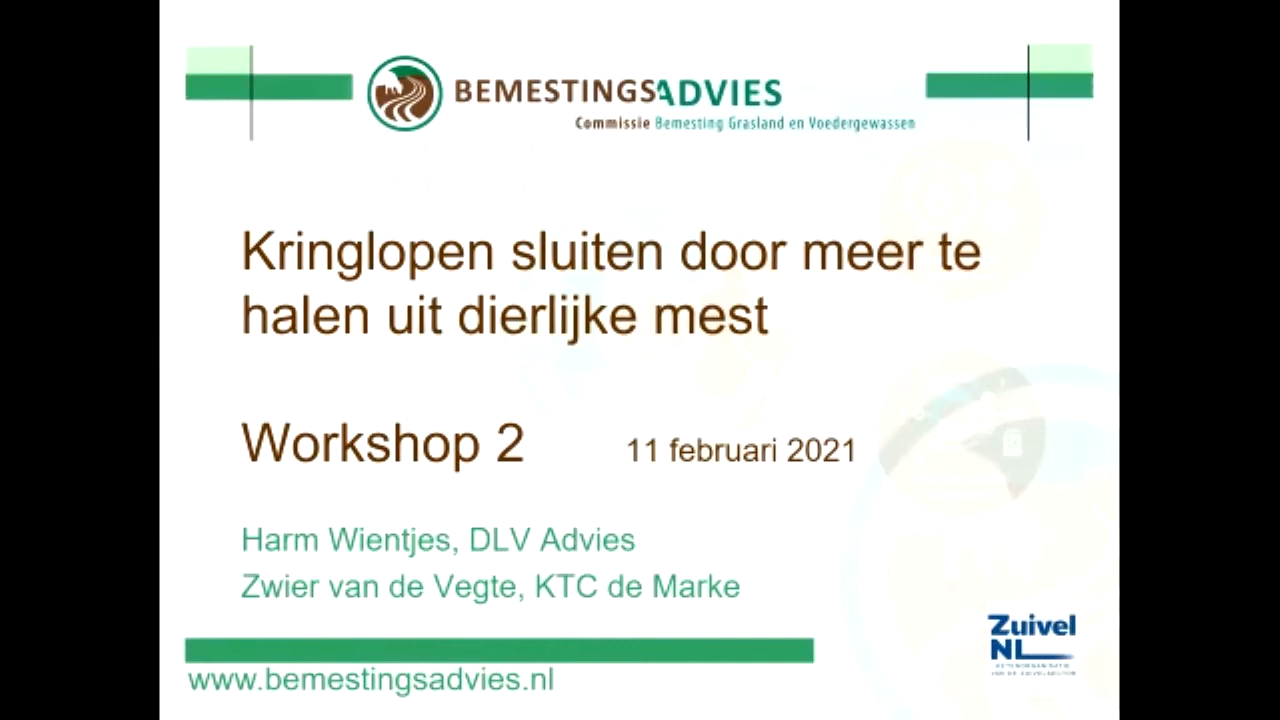 BEMESTINGSADVIES
Commissie Bemesting Grasland en Voedergewassen
Kringlopen sluiten door meer te
halen uit dierlijke mest
Workshop 2 11 februari 2021
Harm Wientjes, DLV Advies
Zwier van de Vegte, KTC de Marke
Zuivel
NL
www.bemestingsadvies.nl